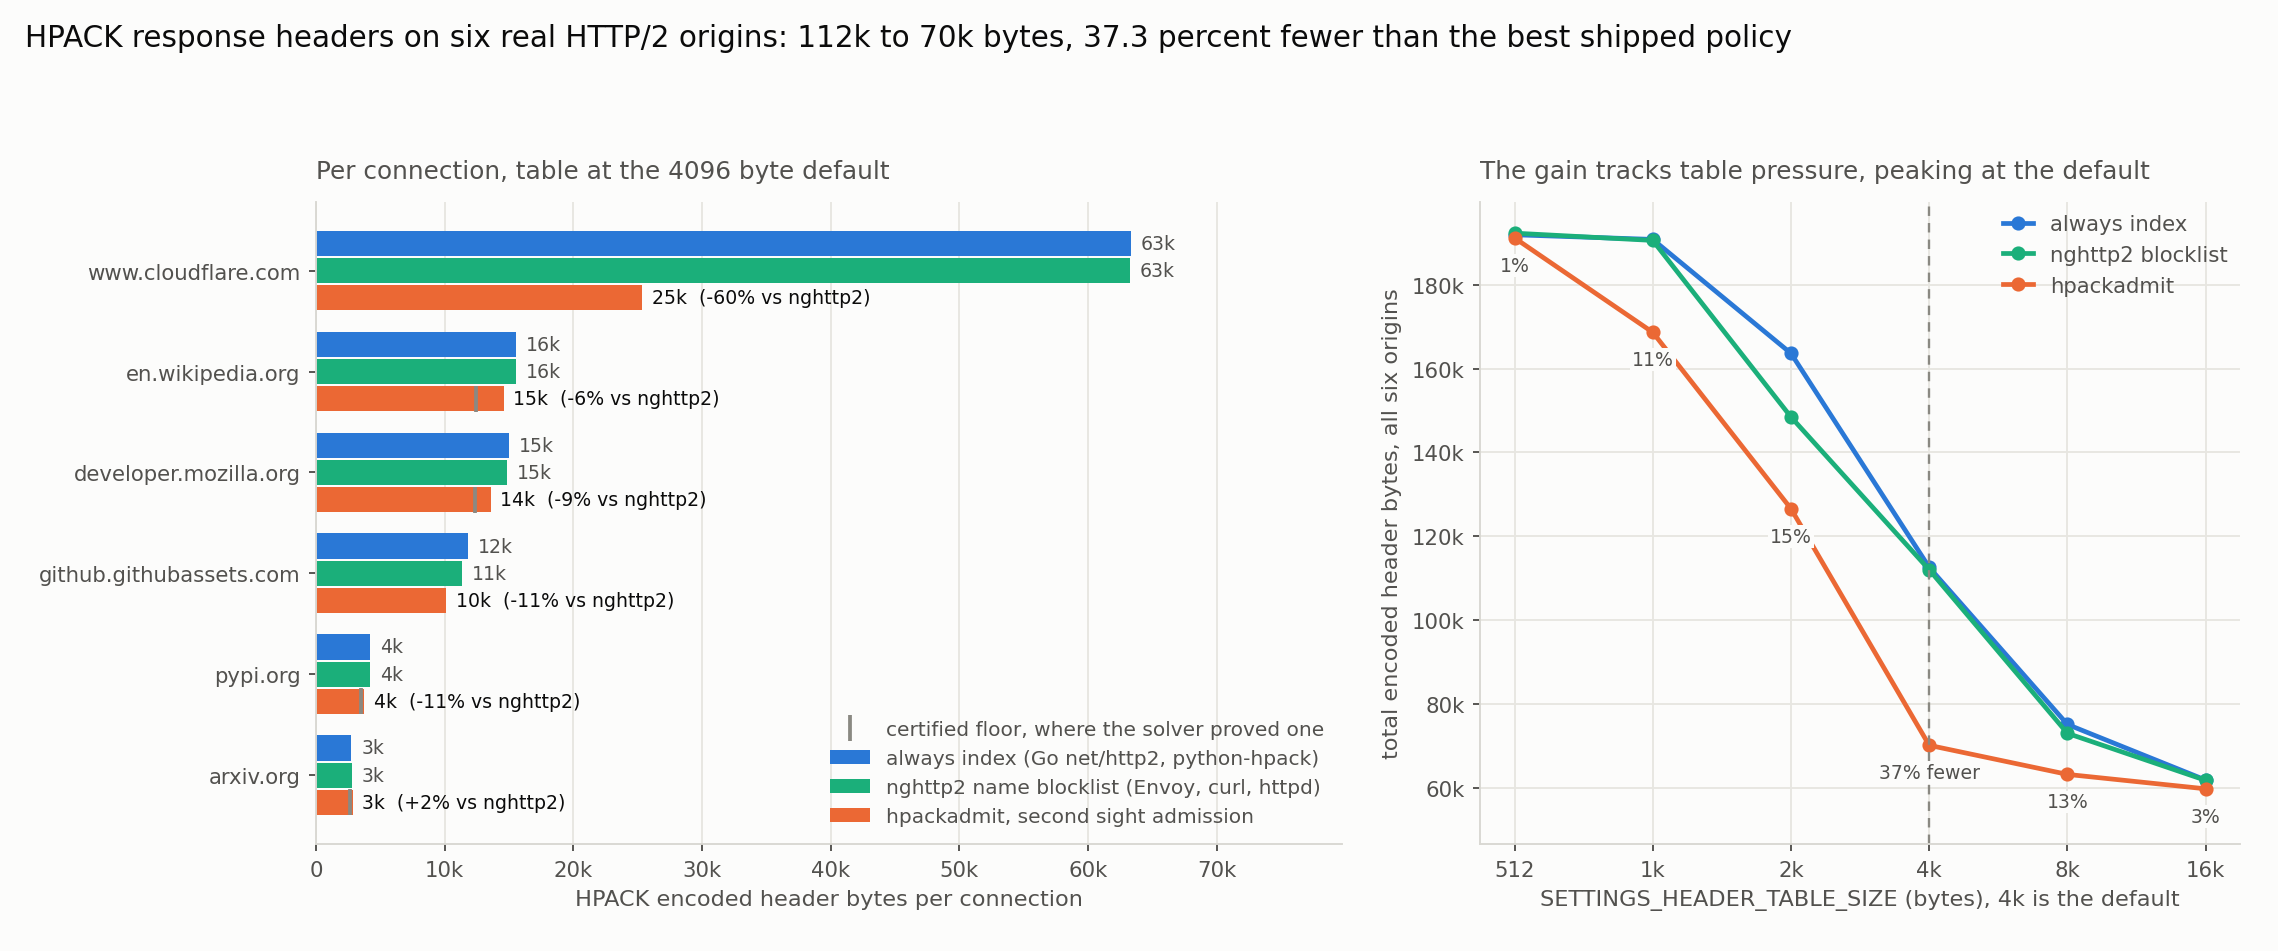 HPACK response headers on six real HTTP/2 origins: 112k to 70k bytes, 37.3 percent fewer than the best shipped policy
Per connection, table at the 4096 byte default
www.cloudflare.com
63k
63k
25k (-60% vs nghttp2)
en.wikipedia.org
16k
16k
15k (-6% vs nghttp2)
developer.mozilla.org
15k
15k
14k (-9% vs nghttp2)
github.githubassets.com
12k
11k
10k (-11% vs nghttp2)
pypi.org
4k
4k
4k (-11% vs nghttp2)
arxiv.org
3k
3k
3k (+2% vs nghttp2)
certified floor, where the solver proved one
always index (Go net/http2, python-hpack)
nghttp2 name blocklist (Envoy, curl, httpd)
hpackadmit, second sight admission
0 10k 20k 30k 40k 50k 60k 70k
HPACK encoded header bytes per connection
The gain tracks table pressure, peaking at the default
always index
nghttp2 blocklist
hpackadmit
total encoded header bytes, all six origins
180k
160k
140k
120k
100k
80k
60k
1%
11%
15%
37% fewer
13%
3%
512 1k 2k 4k 8k 16k
SETTINGS_HEADER_TABLE_SIZE (bytes), 4k is the default